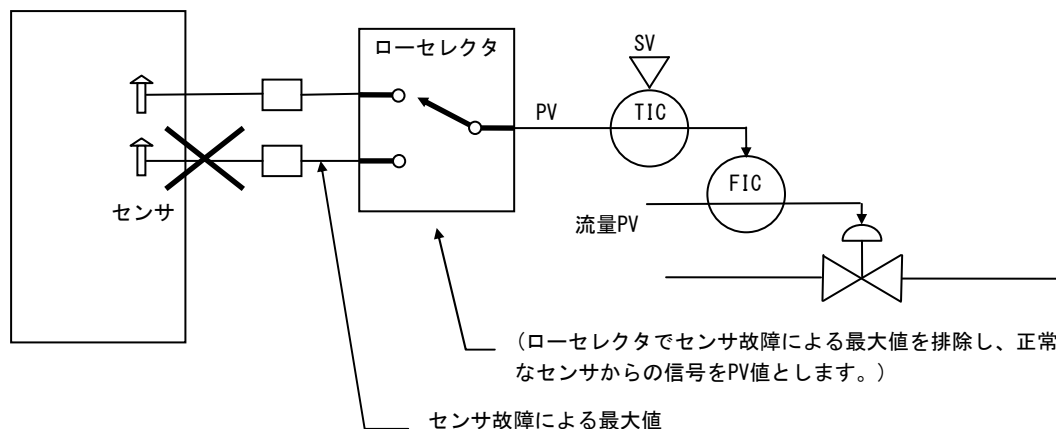 ローセレクタ
SV
PV
TIC
FIC
センサ
流量PV
(ローセレクタでセンサ故障による最大値を排除し、正常
なセンサからの信号をPV値とします。)
センサ故障による最大値